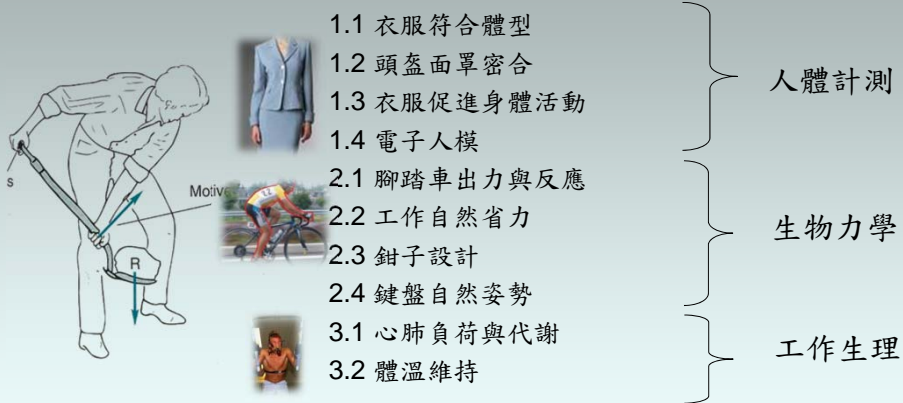 1.1 衣服符合體型
1.2 頭盔面罩密合
1.3 衣服促進身體活動
1.4 電子人模
人體計測
s
Motive
R
2.1 腳踏車出力與反應
2.2 工作自然省力
2.3 鉗子設計
2.4 鍵盤自然姿勢
生物力學
3.1 心肺負荷與代謝
3.2 體溫維持
工作生理